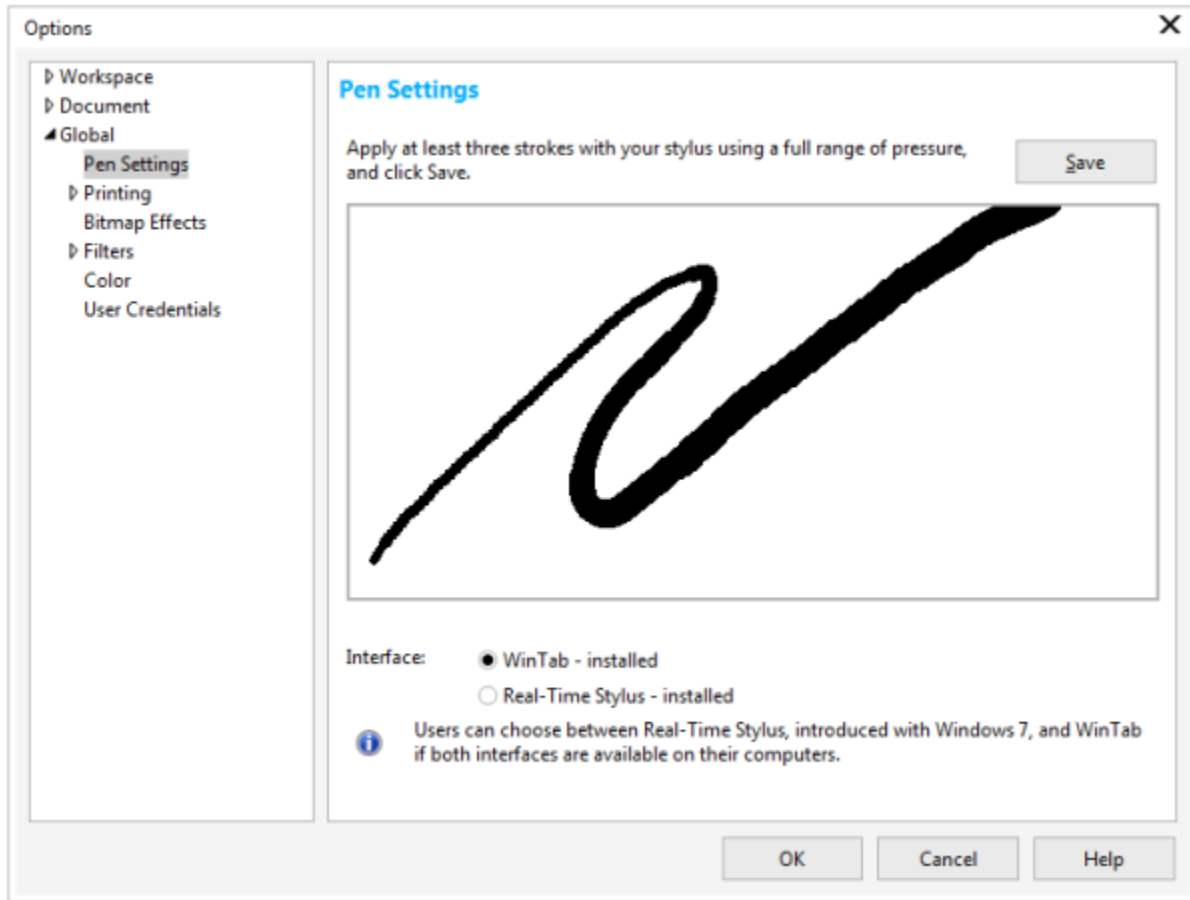 Options
Workspace
Document
Global
Pen Settings
Printing
Bitmap Effects
Filters
Color
User Credentials
Pen Settings
Apply at least three strokes with your stylus using a full range of pressure,
and click Save.
Save
Interface:
WinTab - installed
Real-Time Stylus - installed
Users can choose between Real-Time Stylus, introduced with Windows 7, and WinTab
if both interfaces are available on their computers.
OK
Cancel
Help